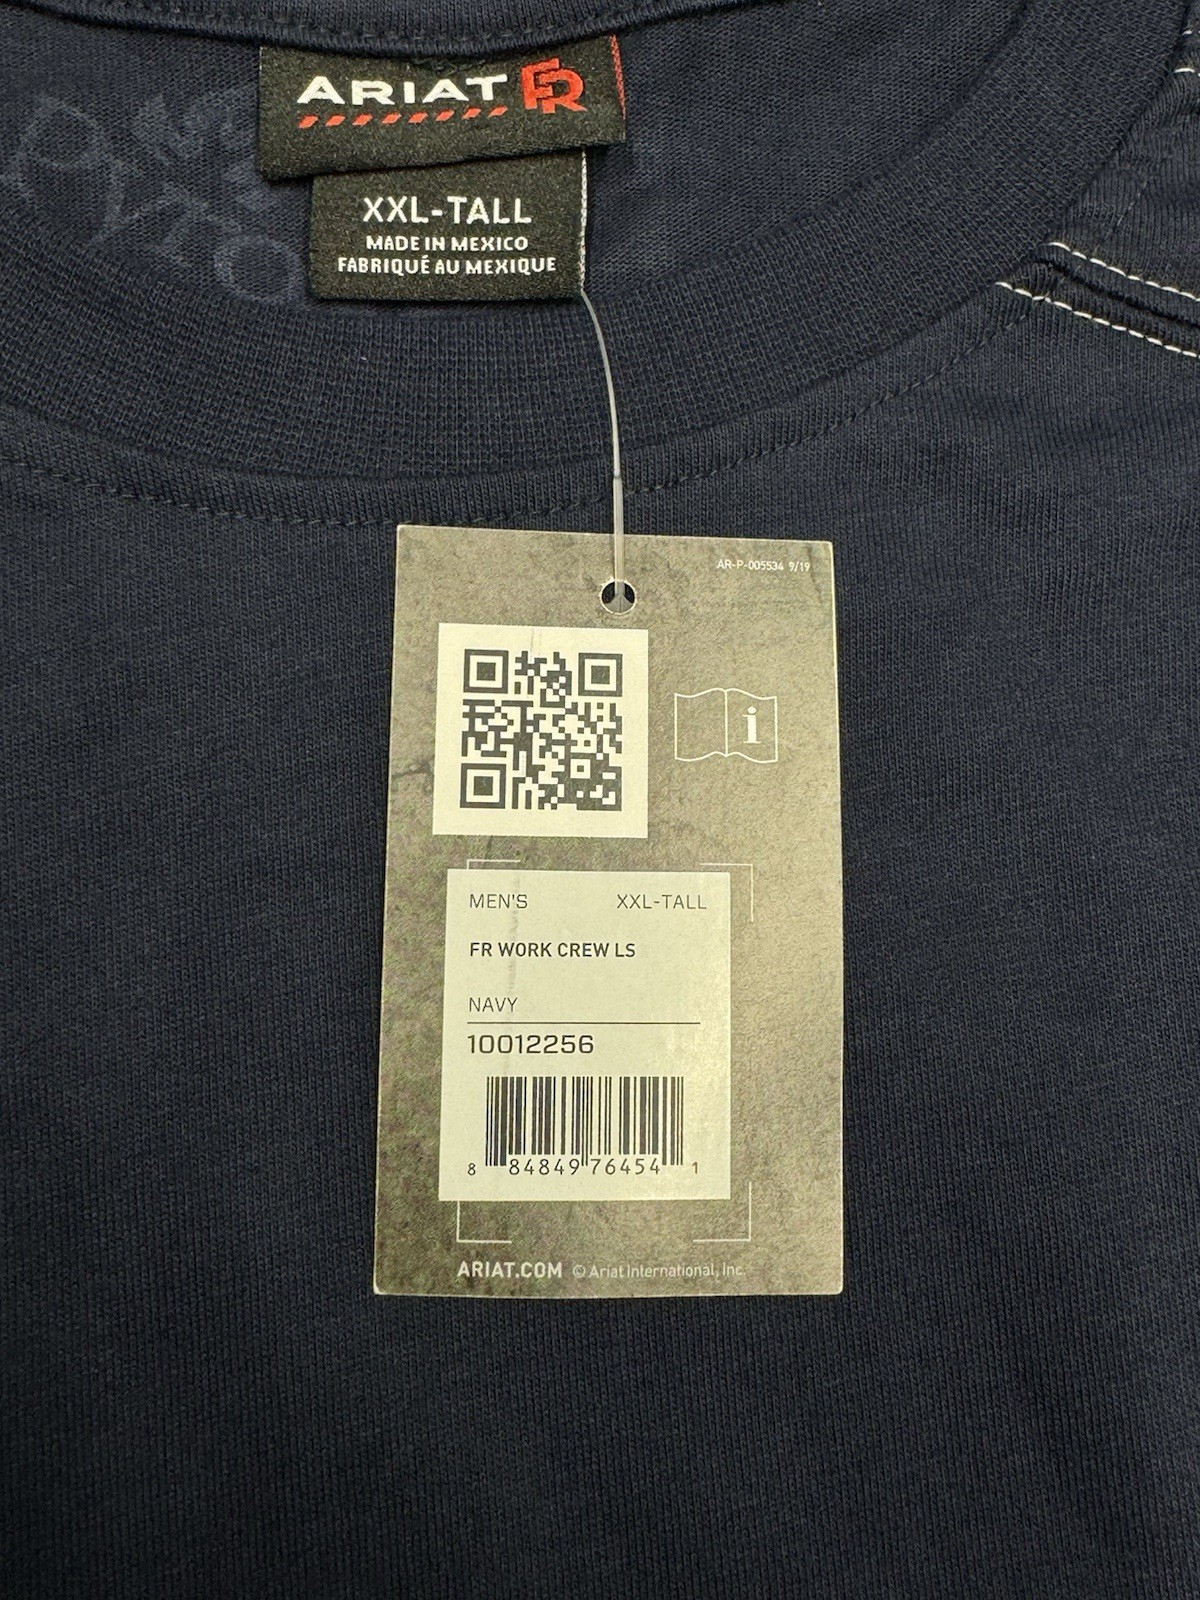 ARIAT FR
XXL-TALL
MADE IN MEXICO
FABRIQUÉ AU MEXIQUE
AR-P-005534 9/19
i
MEN'S XXL-TALL
FR WORK CREW LS
NAVY
10012256
8 84849 76454 1
ARIAT.COM © Ariat International, Inc.